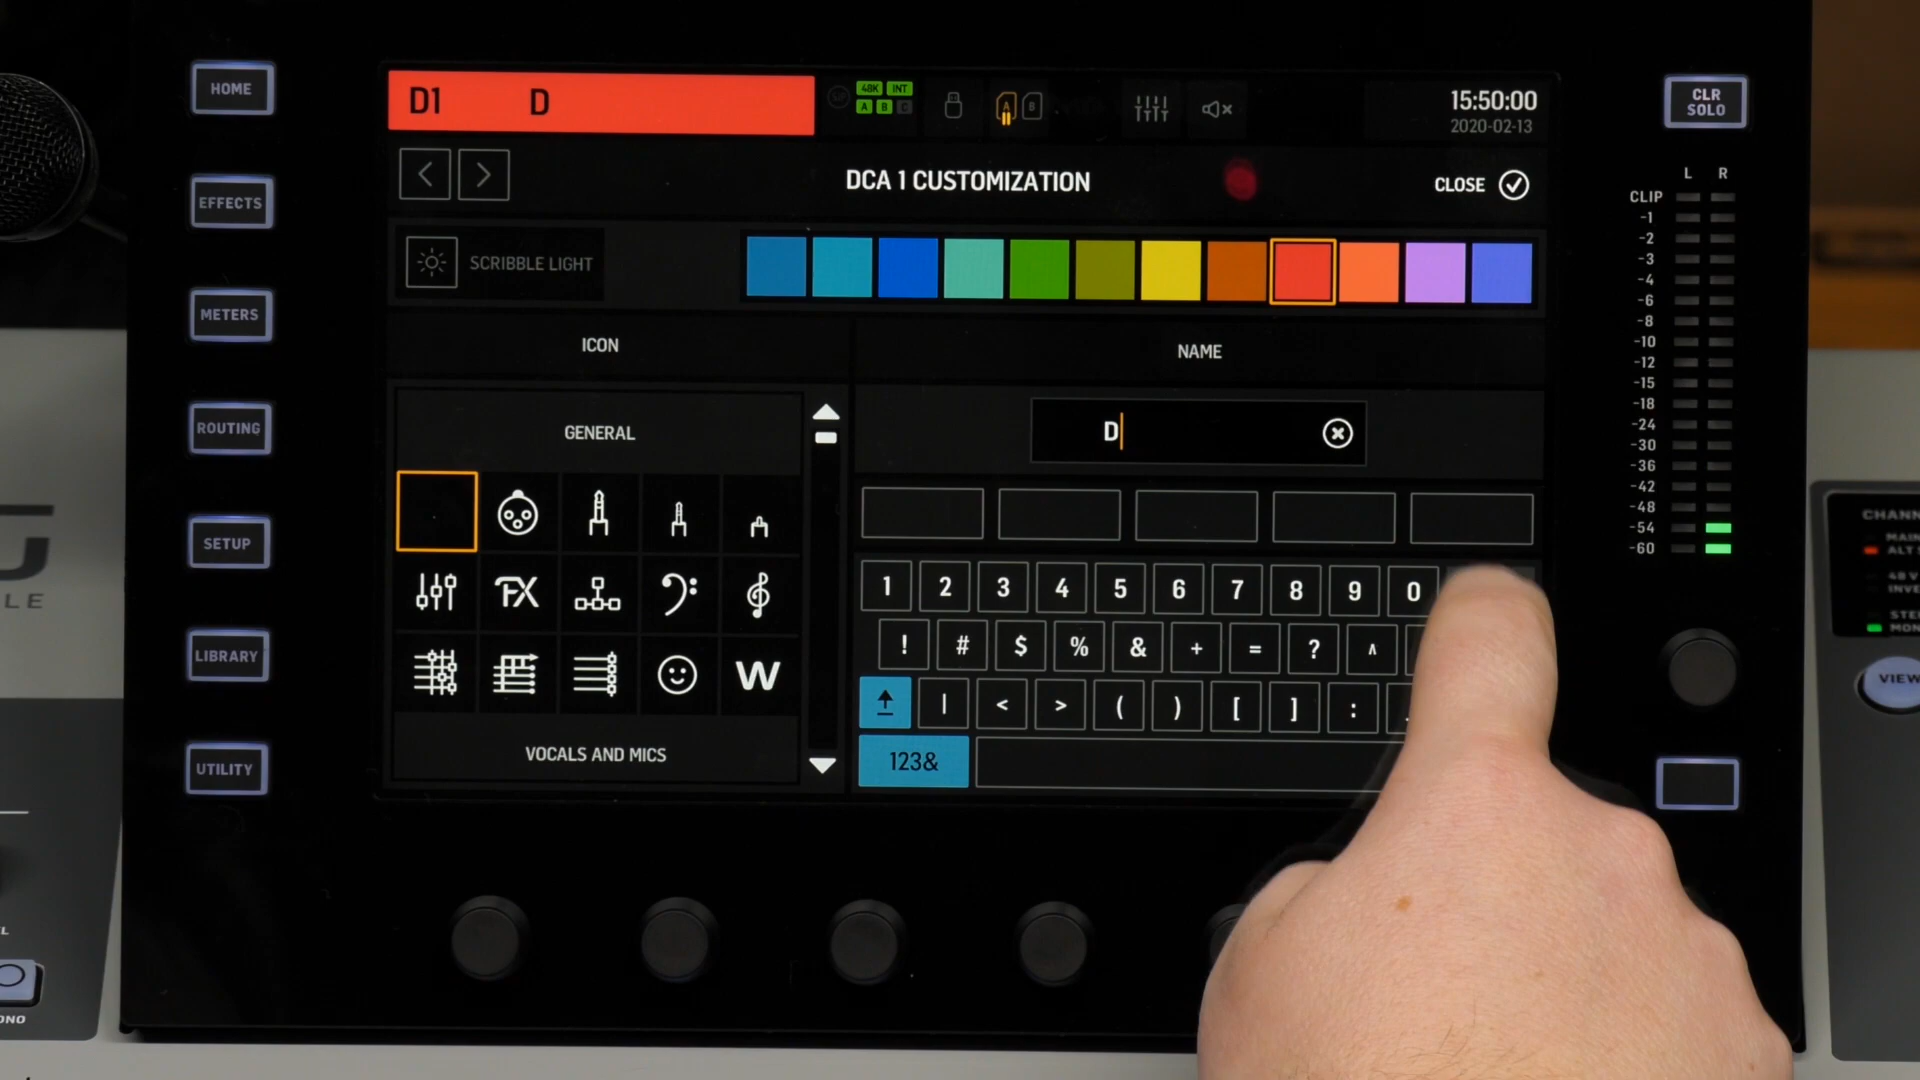 HOME
EFFECTS
METERS
ROUTING
SETUP
LIBRARY
UTILITY
D1 D
48K INT
A B C
A B
15:50:00
2020-02-13
DCA 1 CUSTOMIZATION
CLOSE
SCRIBBLE LIGHT
ICON
NAME
GENERAL
FX
W
VOCALS AND MICS
D
1 2 3 4 5 6 7 8 9 0
! # $ % & + = ? ^
| < > ( ) [ ] :
123&
CLR
SOLO
L R
CLIP
-1
-2
-3
-4
-6
-8
-10
-12
-15
-18
-24
-30
-36
-42
-48
-54
-60
VIEW